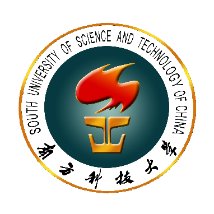 SOUTH UNIVERSITY OF SCIENCE AND TECHNOLOGY OF CHINA
南方科技大学